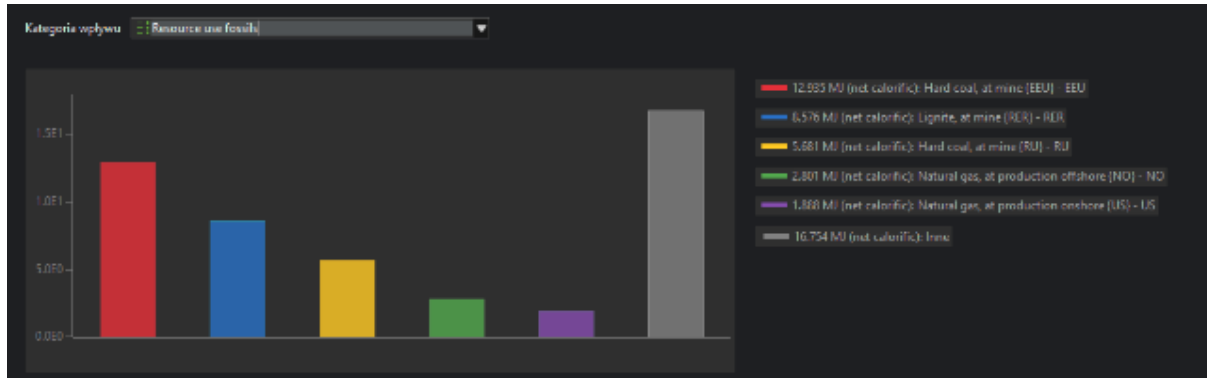 Kategoria wpływu Resource use fossils
1.5E1
1.0E1
5.0E0
0.0E0
12.935 MJ (net calorific): Hard coal, at mine (EEU) - EEU
8.576 MJ (net calorific): Lignite, at mine (RER) - RER
5.681 MJ (net calorific): Hard coal, at mine (RU) - RU
2.801 MJ (net calorific): Natural gas, at production offshore (NO) - NO
1.888 MJ (net calorific): Natural gas, at production onshore (US) - US
16.754 MJ (net calorific): Inne